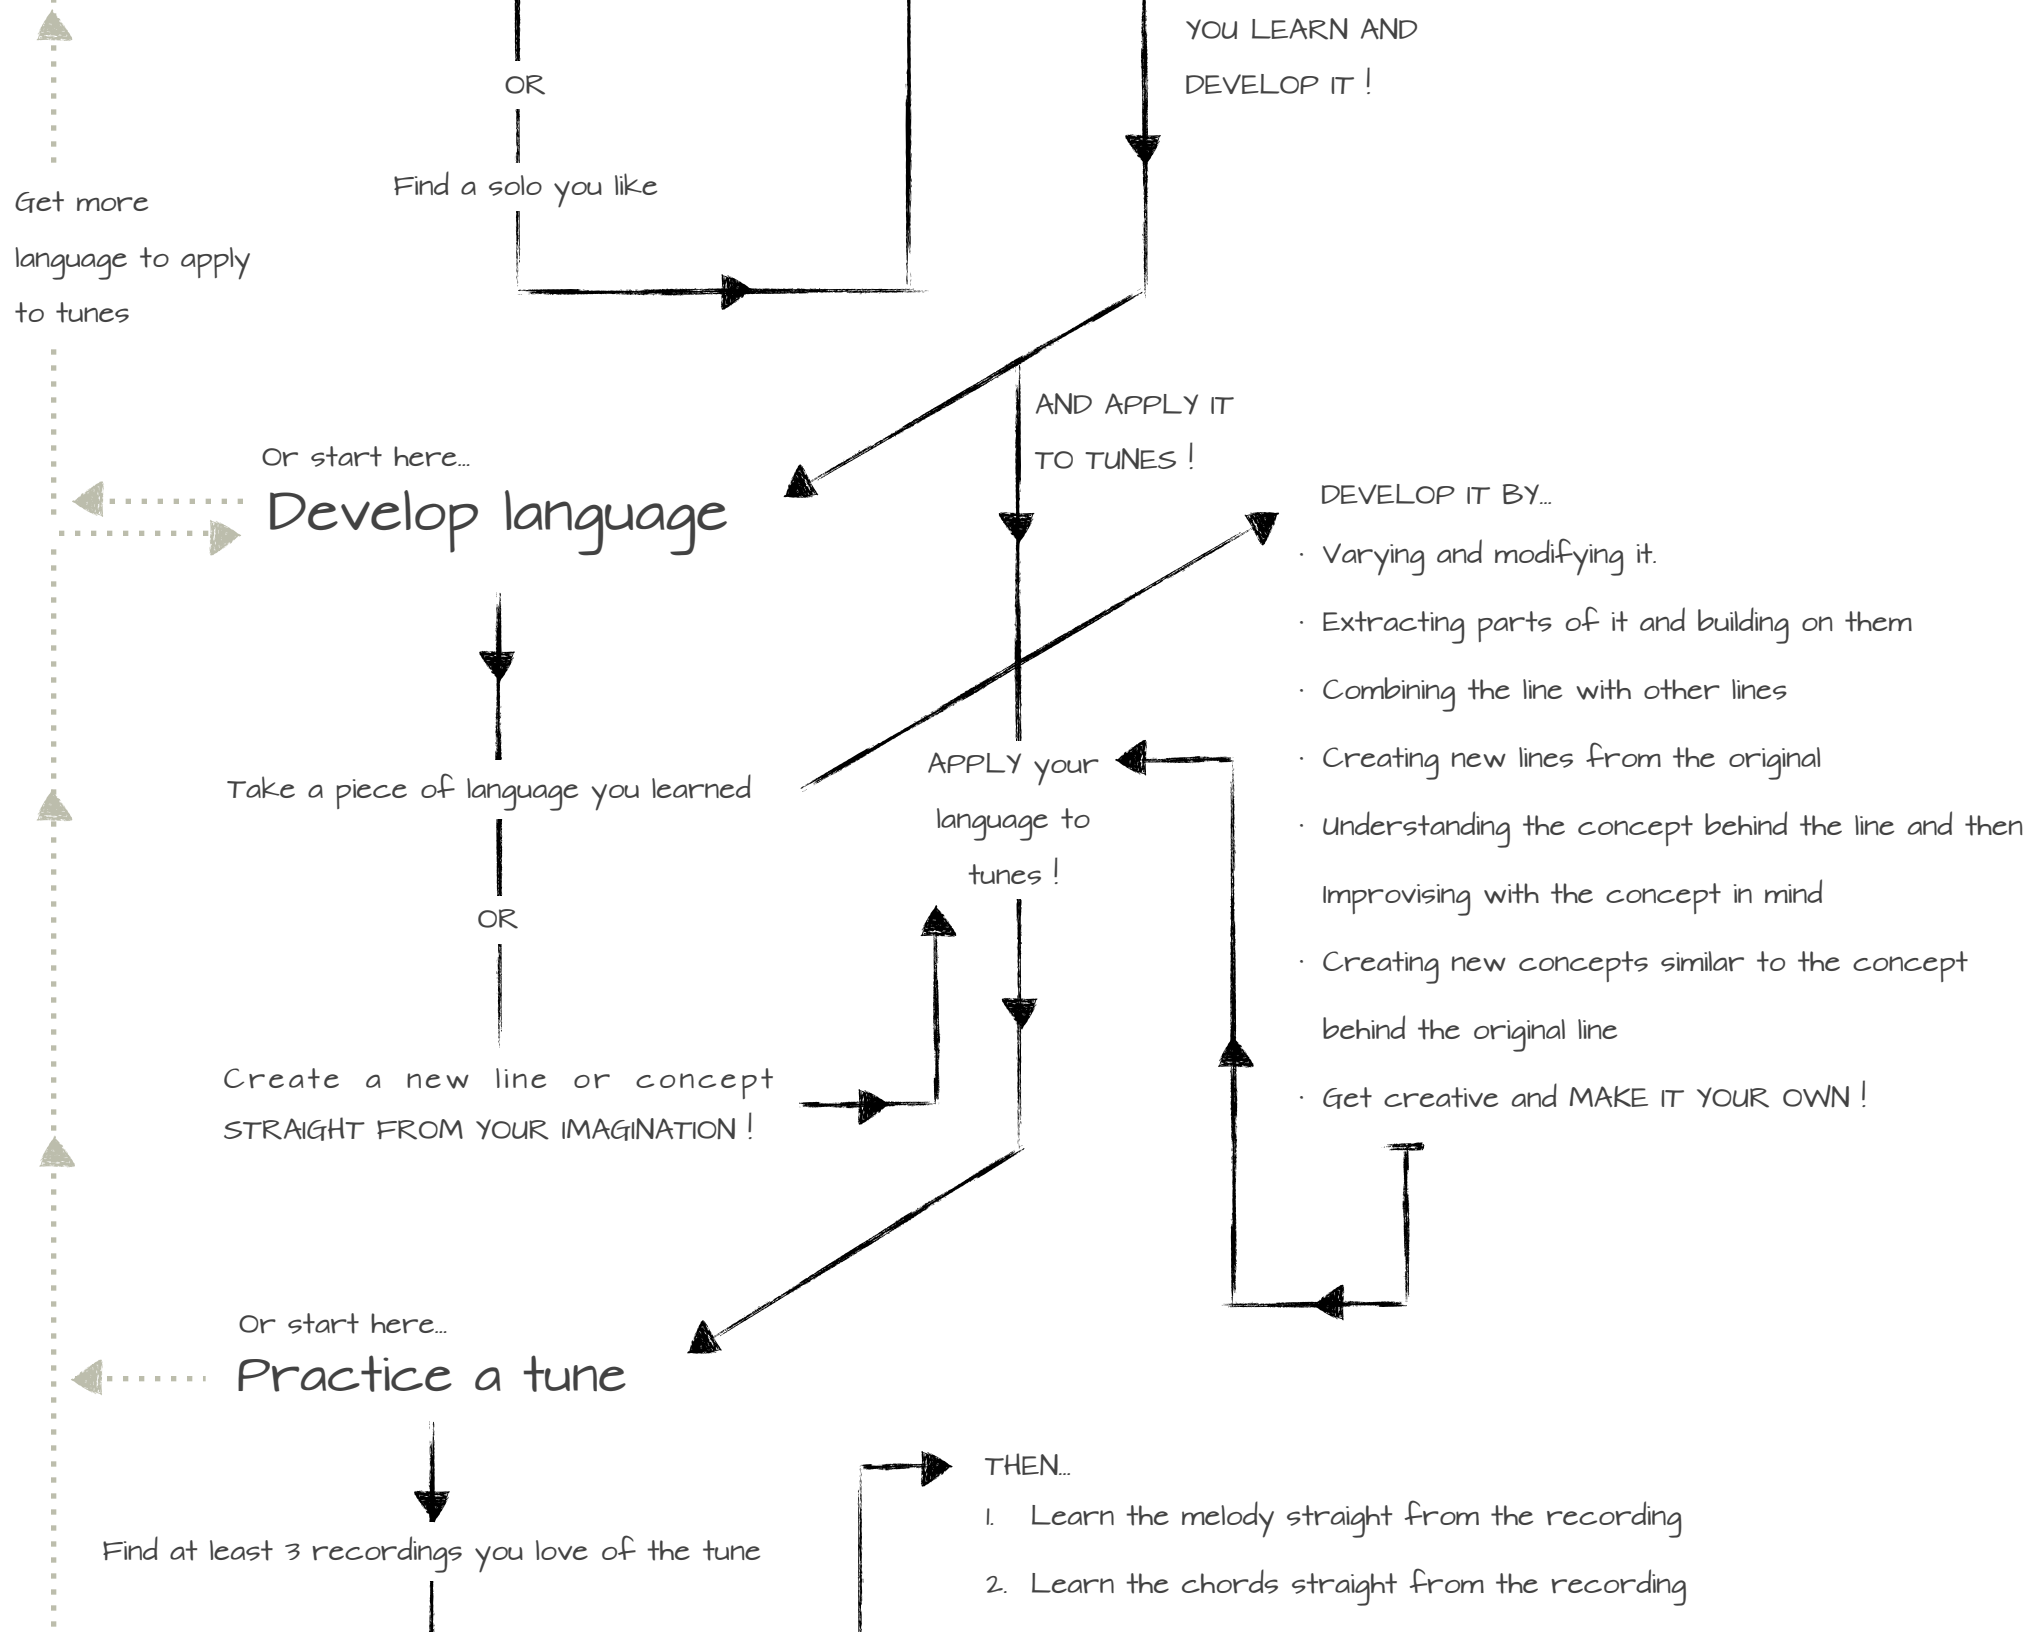 YOU LEARN AND
DEVELOP IT !
OR
Find a solo you like
Get more
language to apply
to tunes
AND APPLY IT
TO TUNES !
Or start here...
Develop language
DEVELOP IT BY...
· Varying and modifying it.
· Extracting parts of it and building on them
· Combining the line with other lines
· Creating new lines from the original
· Understanding the concept behind the line and then
Improvising with the concept in mind
· Creating new concepts similar to the concept
behind the original line
· Get creative and MAKE IT YOUR OWN !
Take a piece of language you learned
OR
Create a new line or concept
STRAIGHT FROM YOUR IMAGINATION !
APPLY your
language to
tunes !
Or start here...
Practice a tune
Find at least 3 recordings you love of the tune
THEN...
1. Learn the melody straight from the recording
2. Learn the chords straight from the recording